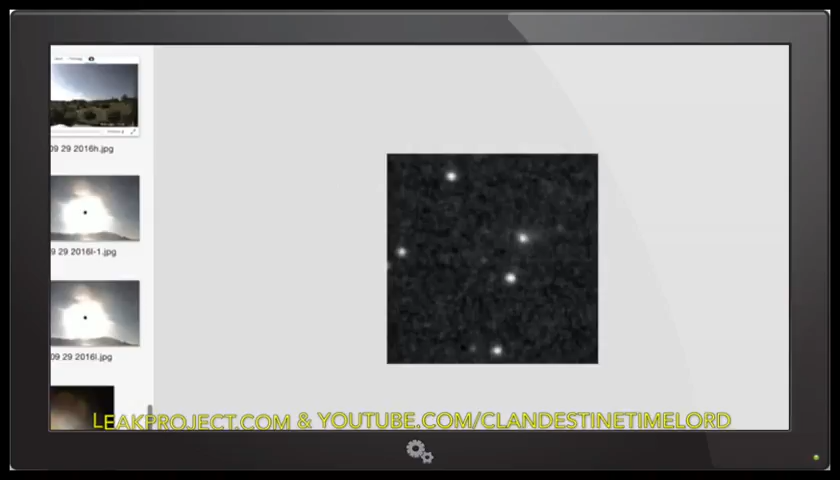 09 29 2016h.jpg
09 29 2016l-1.jpg
09 29 2016l.jpg
LEAKPROJECT.COM & YOUTUBE.COM/CLANDESTINETIMELORD